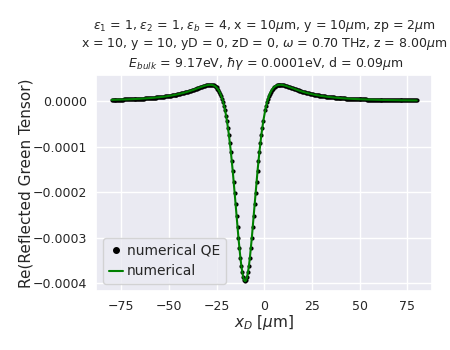 ε₁ = 1, ε₂ = 1, ε_b = 4, x = 10μm, y = 10μm, zp = 2μm
x = 10, y = 10, yD = 0, zD = 0, ω = 0.70 THz, z = 8.00μm
E_bulk = 9.17eV, ℏγ = 0.0001eV, d = 0.09μm
Re(Reflected Green Tensor)
0.0000
−0.0001
−0.0002
−0.0003
−0.0004
numerical QE
numerical
−75 −50 −25 0 25 50 75
x_D [μm]